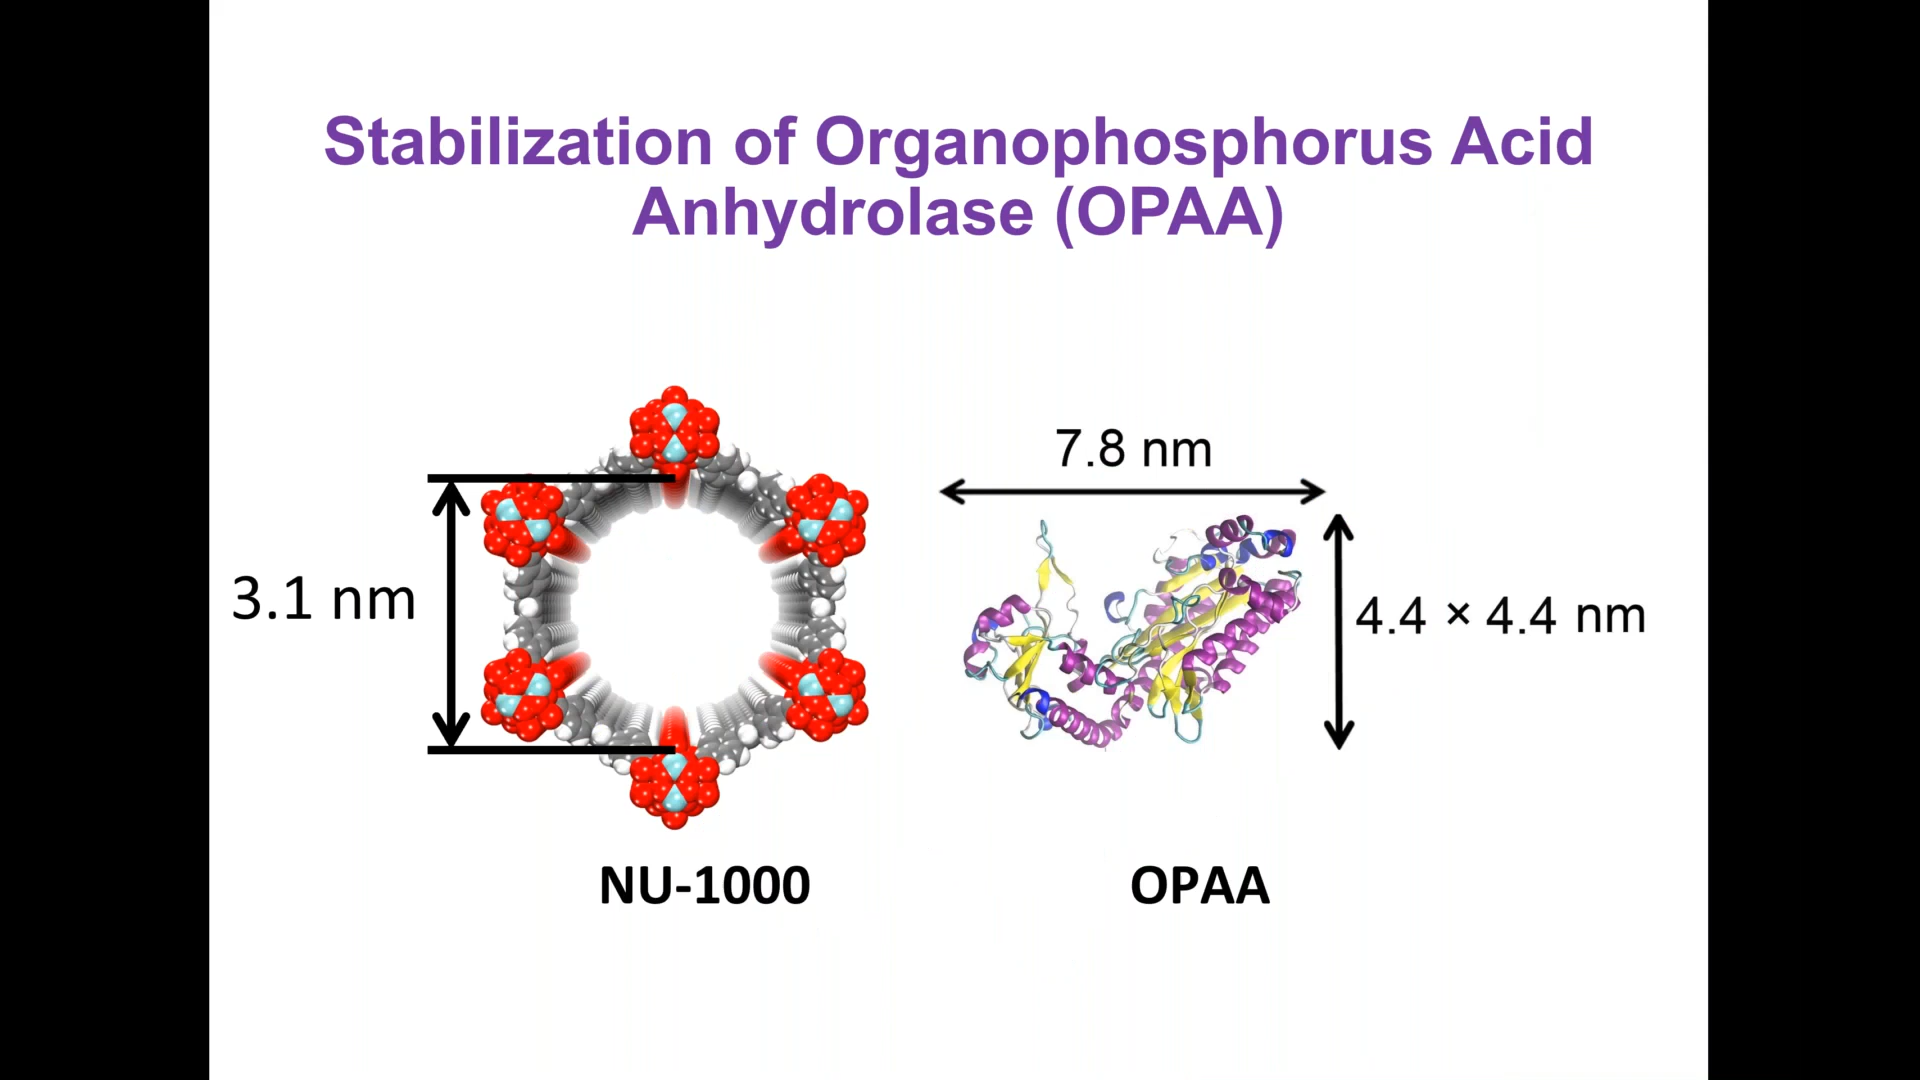 Stabilization of Organophosphorus Acid
Anhydrolase (OPAA)
7.8 nm
3.1 nm
4.4 × 4.4 nm
NU-1000
OPAA